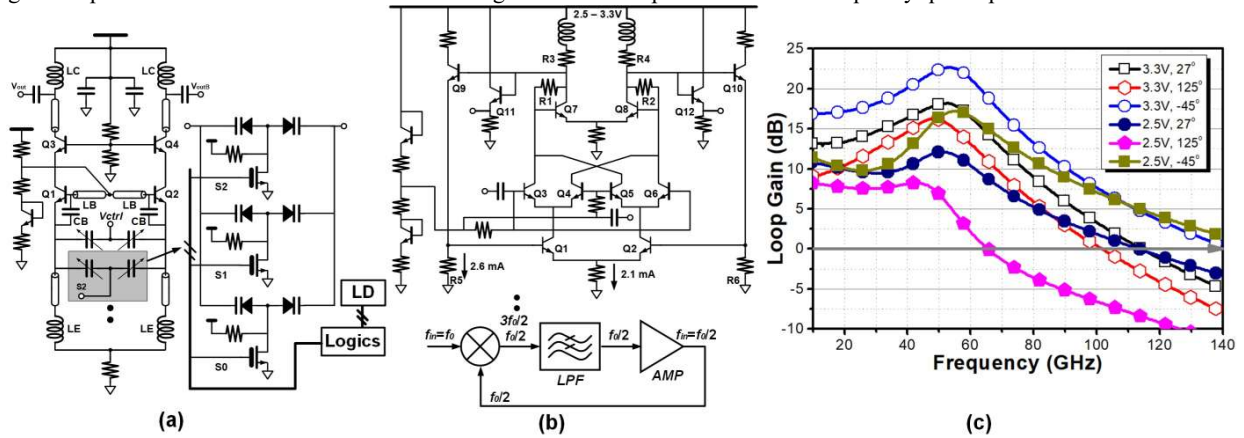 (a)
LC
LC
Vout
VoutB
Q3
Q4
Q1
Q2
LB
LB
CB
CB
Vctrl
S2
LE
LE
S2
S1
S0
LD
Logics
(b)
2.5 – 3.3V
R3
R4
Q9
Q10
Q11
Q12
R1
R2
Q7
Q8
Q3
Q4
Q5
Q6
Q1
Q2
R5
2.6 mA
2.1 mA
R6
fin=f0
3f0/2
f0/2
f0/2
fin=f0/2
LPF
AMP
f0/2
(c)
Loop Gain (dB)
25
20
15
10
5
0
-5
-10
20 40 60 80 100 120 140
Frequency (GHz)
3.3V, 27°
3.3V, 125°
3.3V, -45°
2.5V, 27°
2.5V, 125°
2.5V, -45°